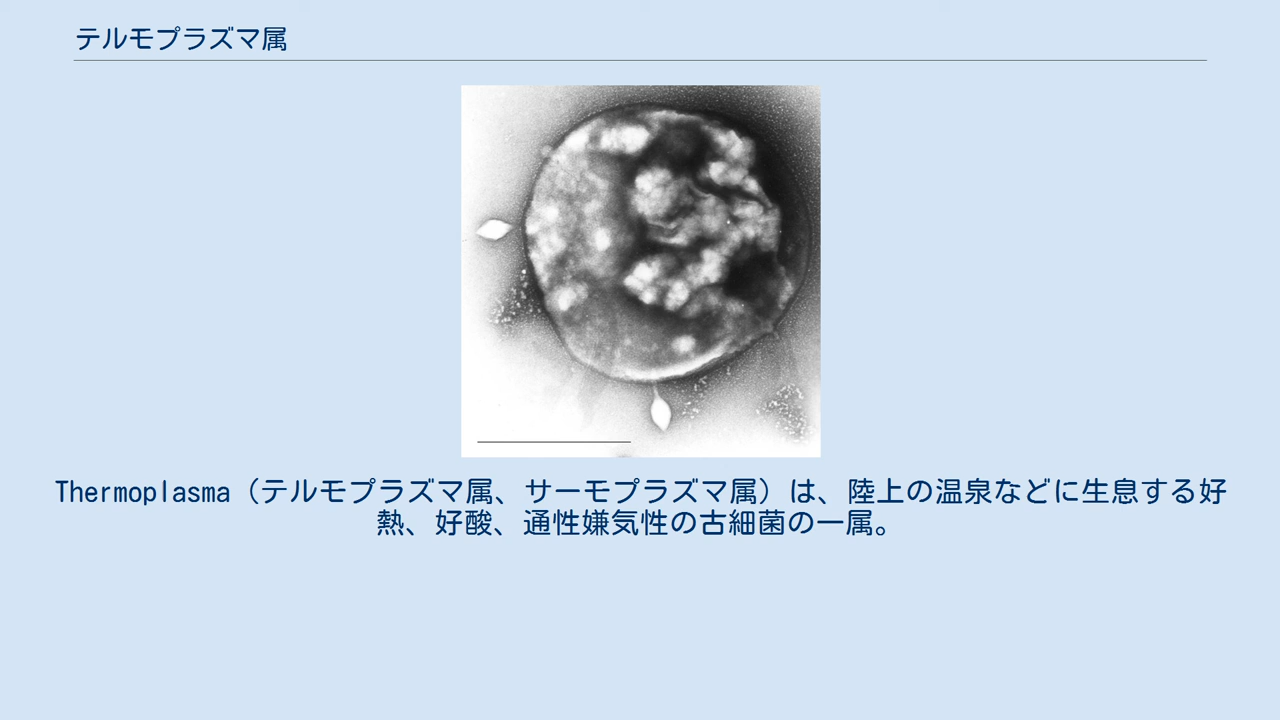 テルモプラズマ属
Thermoplasma（テルモプラズマ属、サーモプラズマ属）は、陸上の温泉などに生息する好
熱、好酸、通性嫌気性の古細菌の一属。